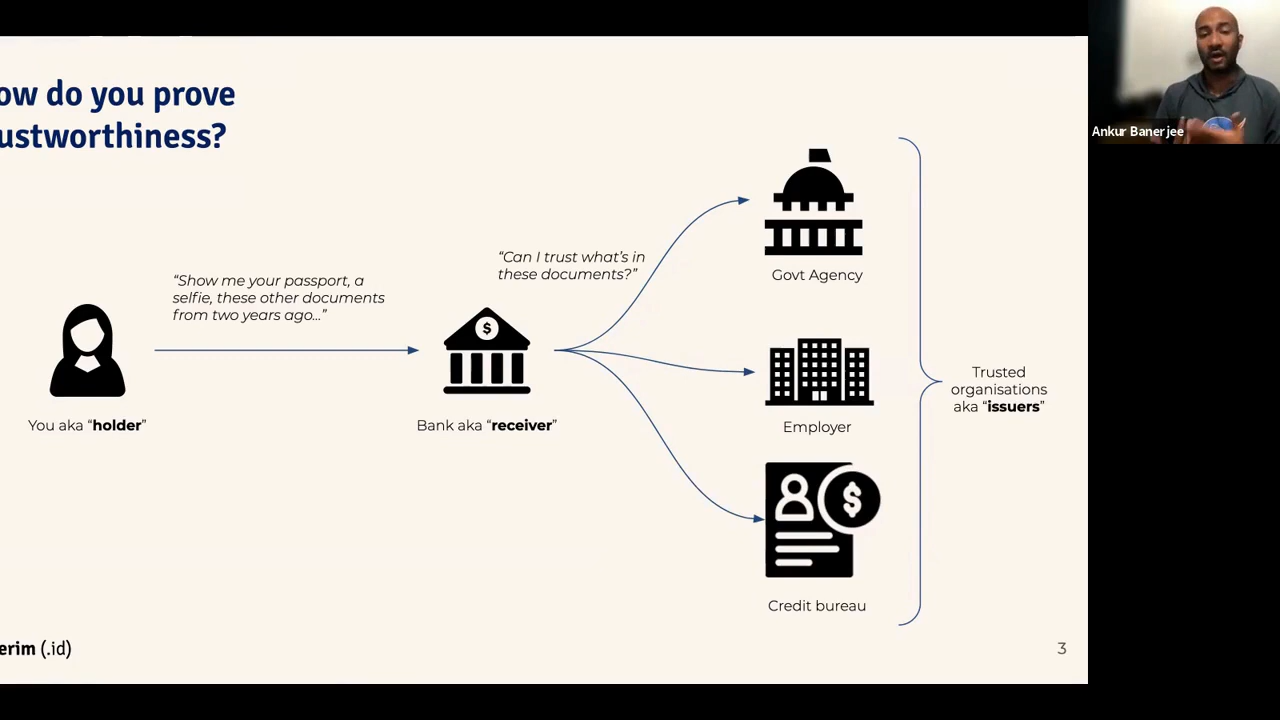 ow do you prove
ustworthiness?
Ankur Banerjee
“Show me your passport, a
selfie, these other documents
from two years ago...”
“Can I trust what’s in
these documents?”
$
Govt Agency
You aka “holder”
Bank aka “receiver”
Employer
Trusted
organisations
aka “issuers”
$
Credit bureau
erim (.id)
3